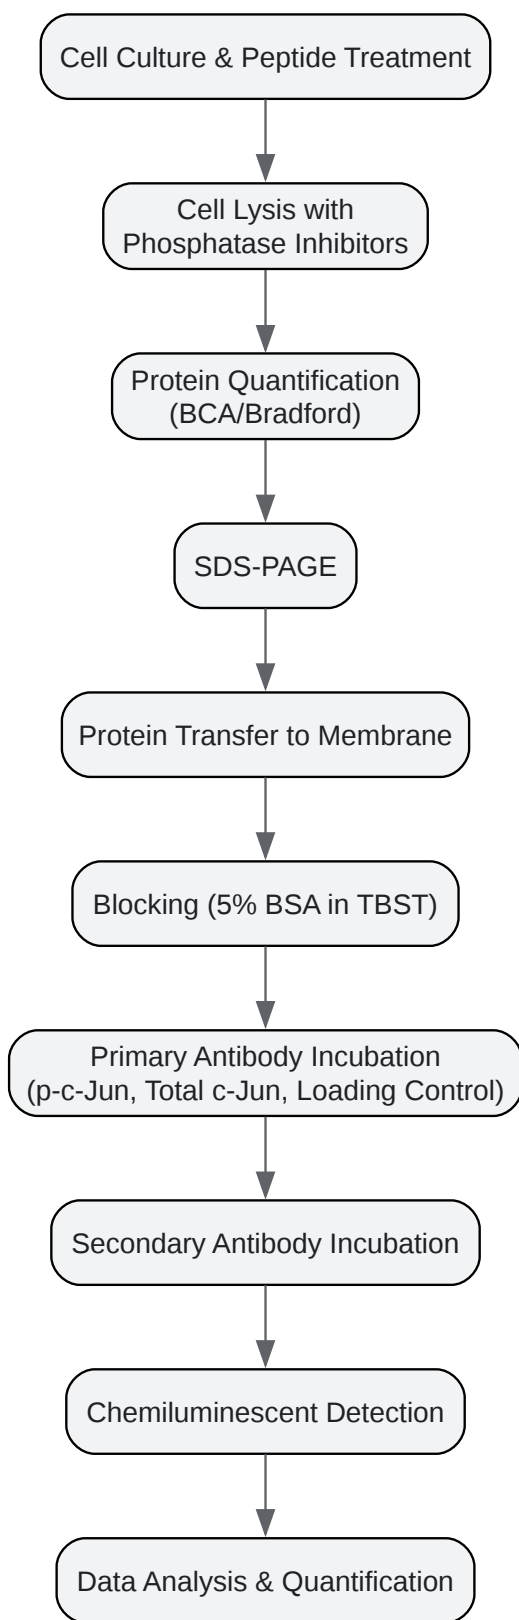 Cell Culture & Peptide Treatment
Cell Lysis with
Phosphatase Inhibitors
Protein Quantification
(BCA/Bradford)
SDS-PAGE
Protein Transfer to Membrane
Blocking (5% BSA in TBST)
Primary Antibody Incubation
(p-c-Jun, Total c-Jun, Loading Control)
Secondary Antibody Incubation
Chemiluminescent Detection
Data Analysis & Quantification